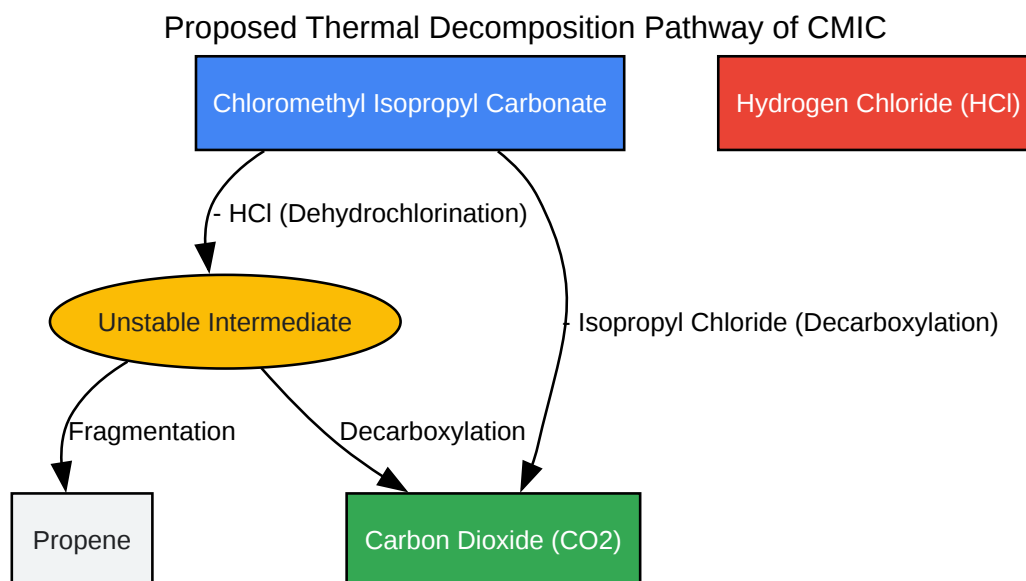 Proposed Thermal Decomposition Pathway of CMIC
Chloromethyl Isopropyl Carbonate
Hydrogen Chloride (HCl)
- HCl (Dehydrochlorination)
Unstable Intermediate
- Isopropyl Chloride (Decarboxylation)
Fragmentation
Decarboxylation
Propene
Carbon Dioxide (CO2)